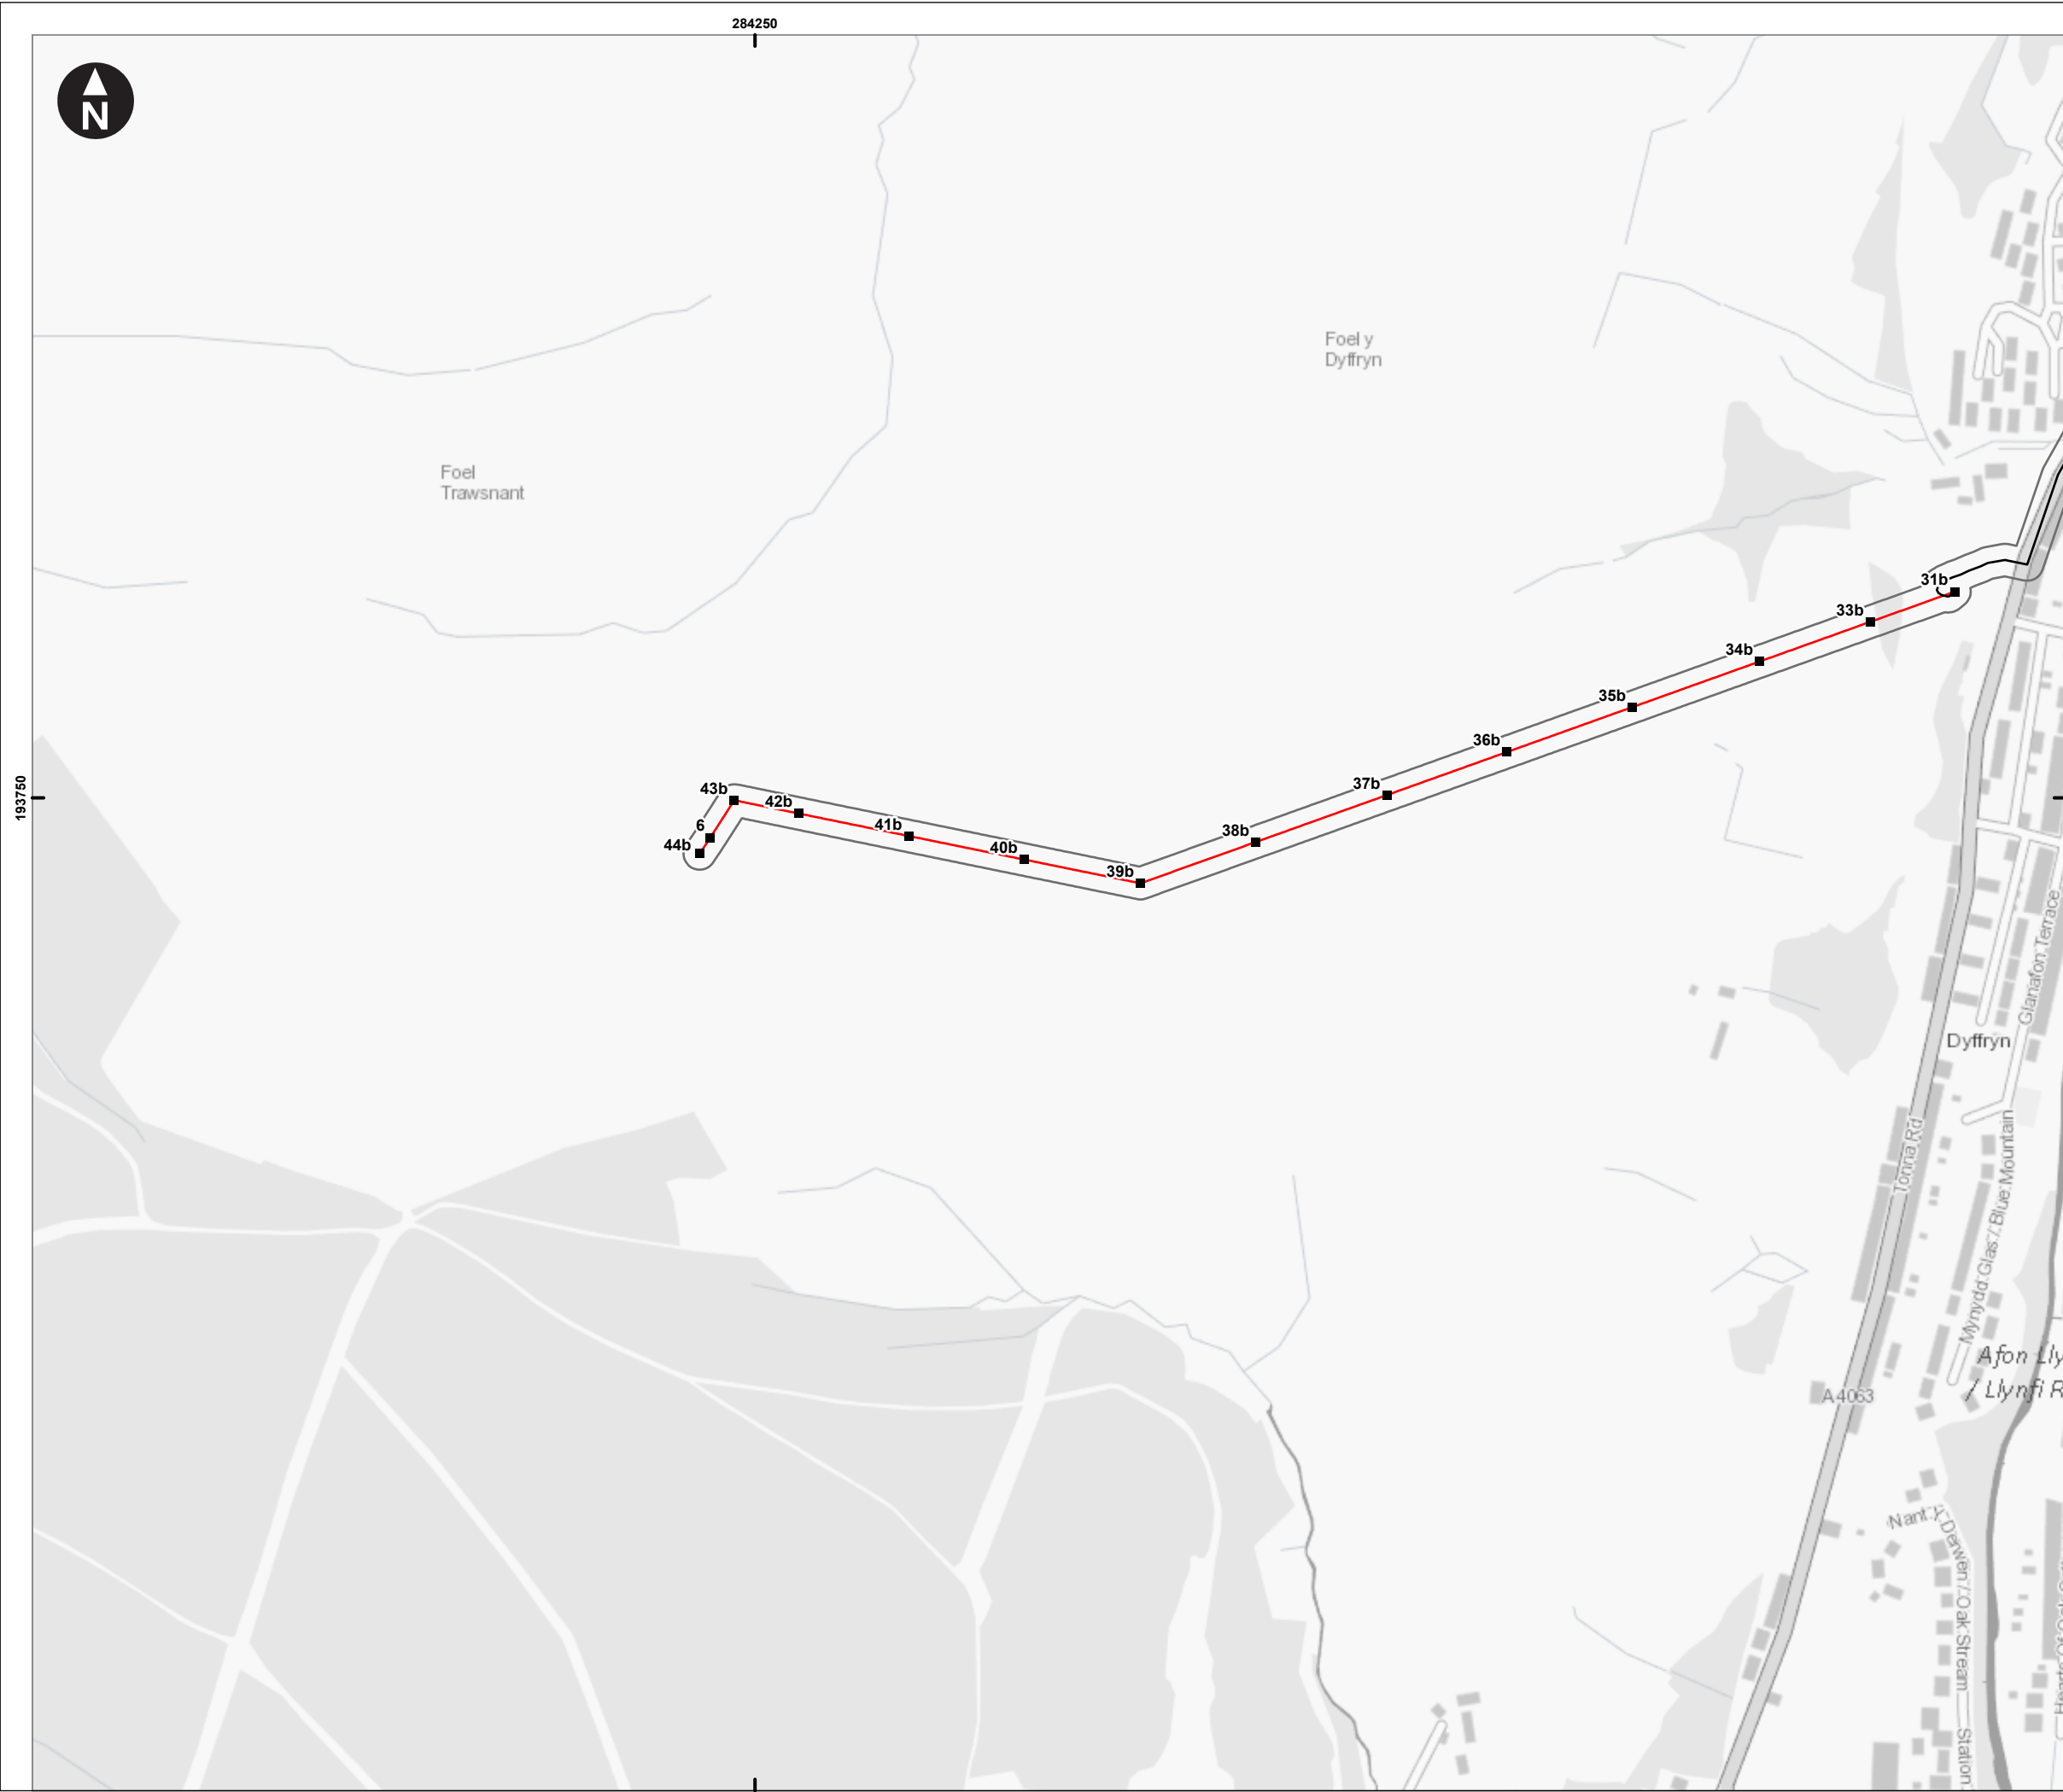 284250
N
Foel y
Dyffryn
Foel
Trawsnant
31b
33b
34b
35b
36b
193750
37b
43b
42b
6
41b
38b
44b
40b
39b
Glanafon Terrace
Dyffryn
Tonna Rd
Mynydd Glas / Blue Mountain
Afon Lly
/ Llynfi R
A4063
Nant Y Derwen / Oak Stream
Station